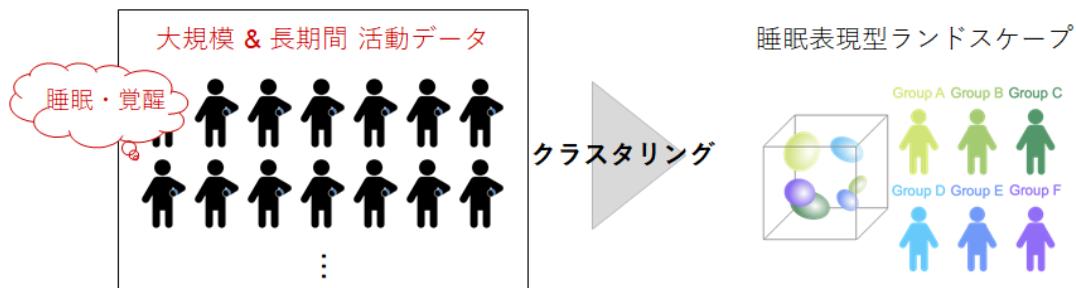 大規模 & 長期間 活動データ
睡眠・覚醒
⋮
クラスタリング
睡眠表現型ランドスケープ
Group A Group B Group C
Group D Group E Group F